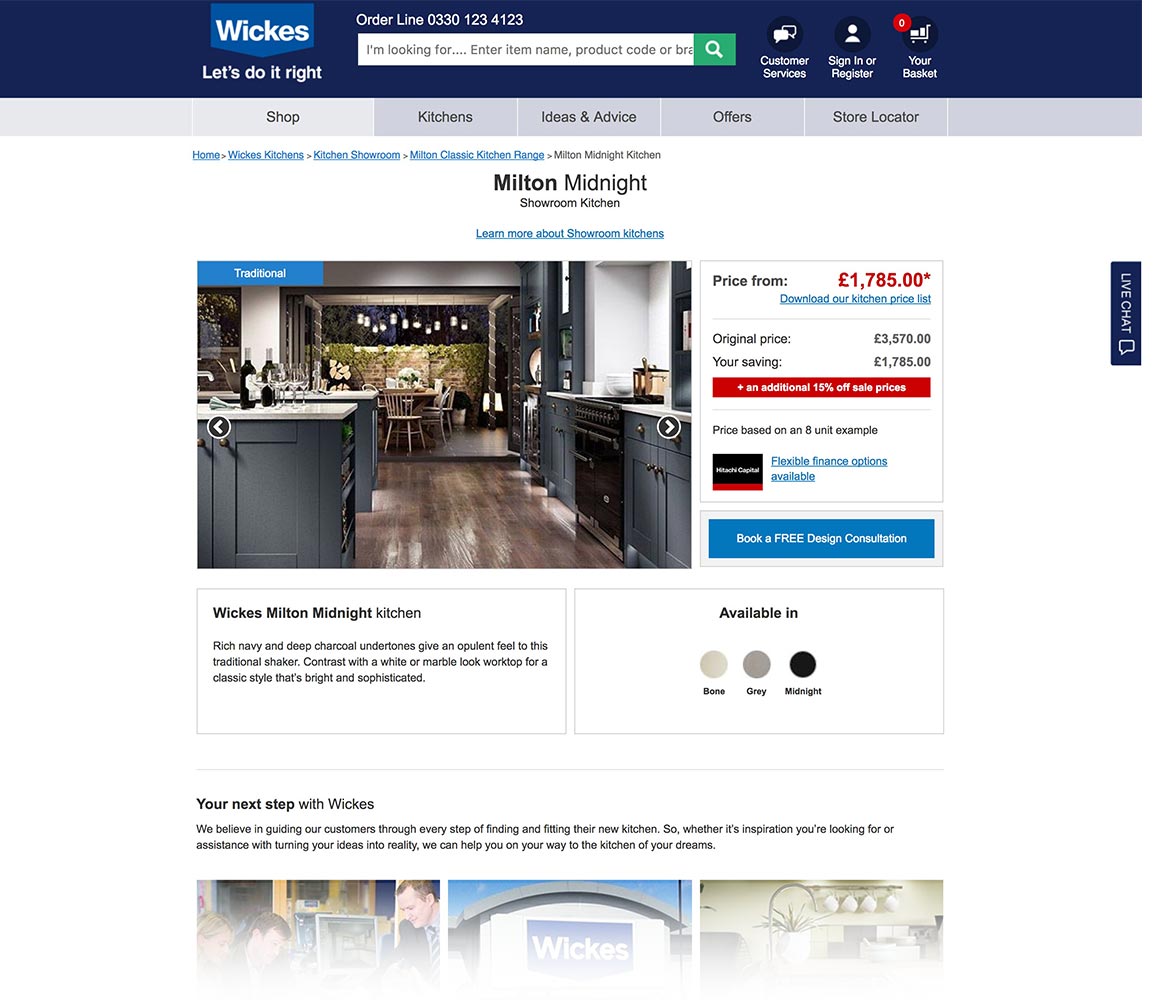 Wickes
Let's do it right
Order Line 0330 123 4123
I'm looking for.... Enter item name, product code or bra
Customer Services
Sign In or Register
0
Your Basket
Shop
Kitchens
Ideas & Advice
Offers
Store Locator
Home > Wickes Kitchens > Kitchen Showroom > Milton Classic Kitchen Range > Milton Midnight Kitchen
Milton Midnight
Showroom Kitchen
Learn more about Showroom kitchens
Traditional
Price from: £1,785.00*
Download our kitchen price list
Original price: £3,570.00
Your saving: £1,785.00
+ an additional 15% off sale prices
Price based on an 8 unit example
Hitachi Capital
Flexible finance options
available
Book a FREE Design Consultation
LIVE CHAT
Wickes Milton Midnight kitchen
Rich navy and deep charcoal undertones give an opulent feel to this
traditional shaker. Contrast with a white or marble look worktop for a
classic style that's bright and sophisticated.
Available in
Bone
Grey
Midnight
Your next step with Wickes
We believe in guiding our customers through every step of finding and fitting their new kitchen. So, whether it's inspiration you're looking for or
assistance with turning your ideas into reality, we can help you on your way to the kitchen of your dreams.
Wickes